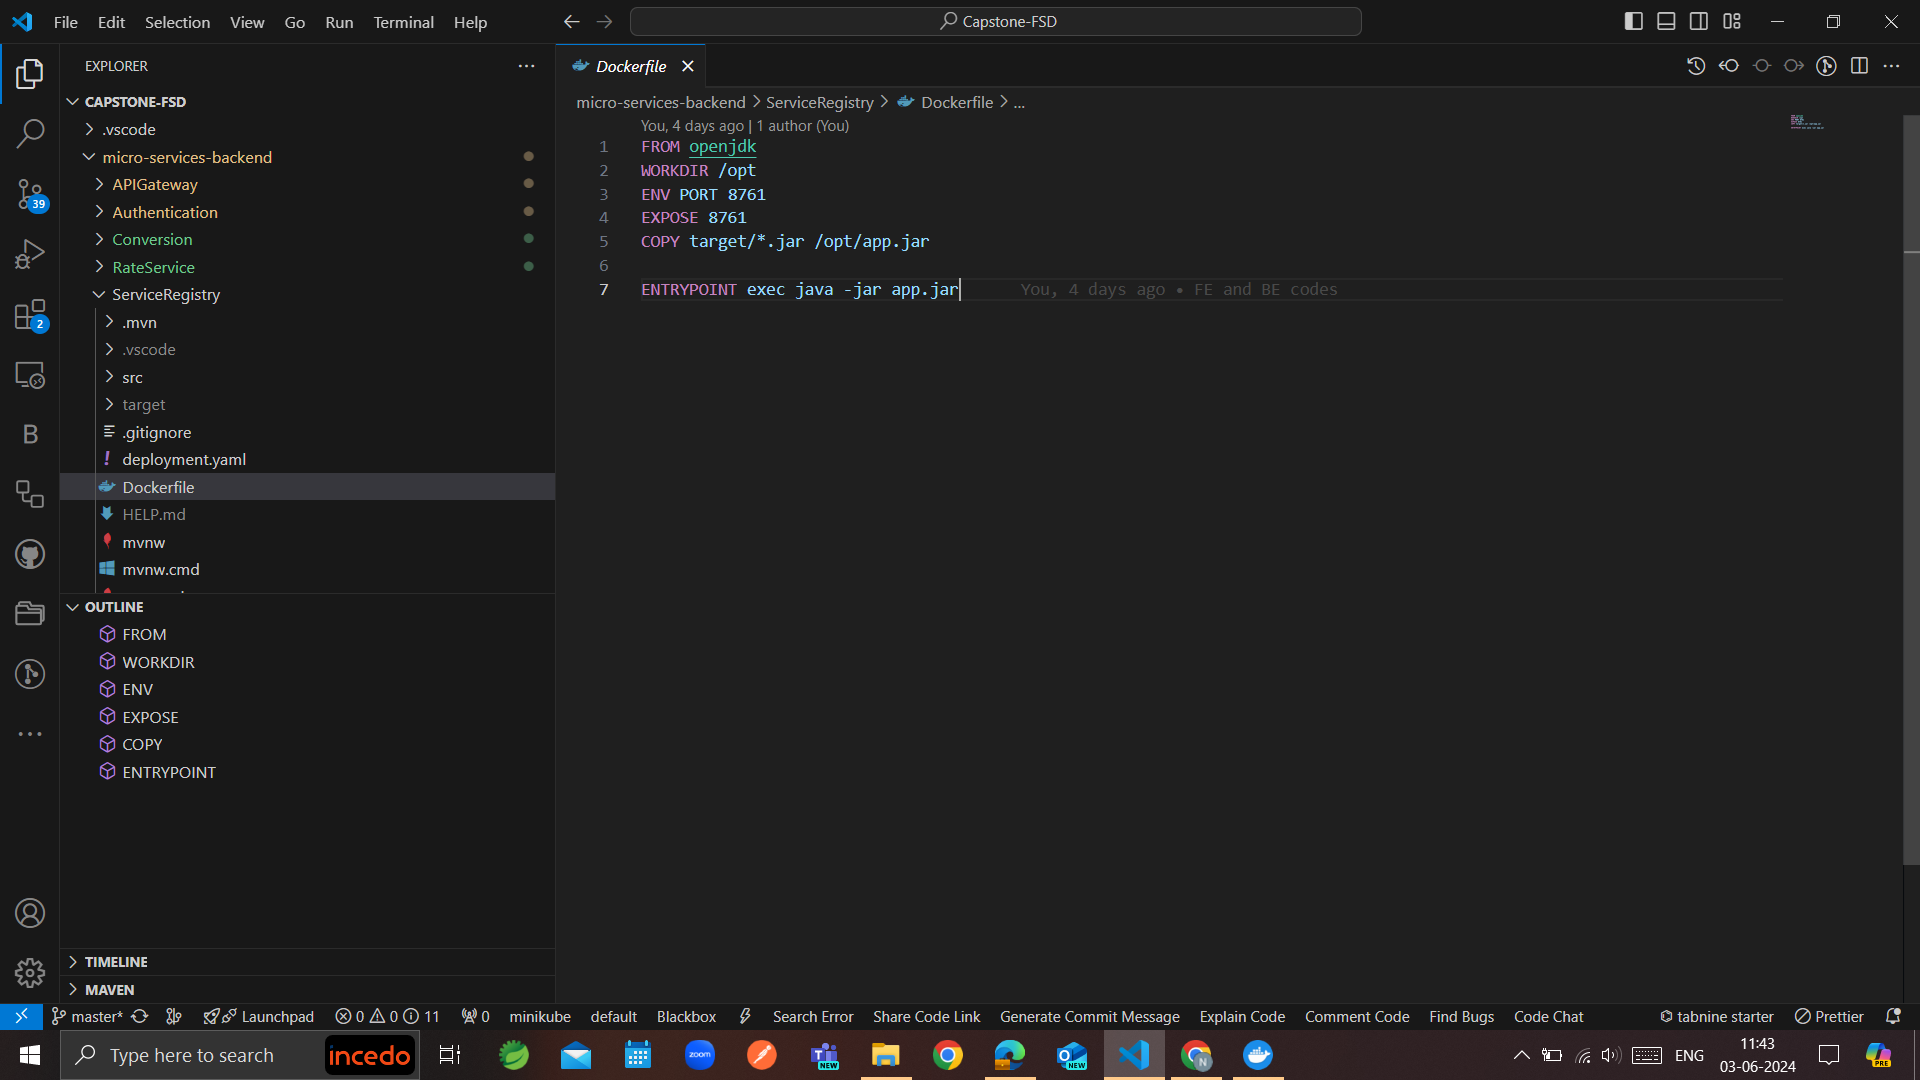 File Edit Selection View Go Run Terminal Help
Capstone-FSD
EXPLORER
CAPSTONE-FSD
.vscode
micro-services-backend
APIGateway
Authentication
Conversion
RateService
ServiceRegistry
.mvn
.vscode
src
target
.gitignore
! deployment.yaml
Dockerfile
HELP.md
mvnw
mvnw.cmd
OUTLINE
FROM
WORKDIR
ENV
EXPOSE
COPY
ENTRYPOINT
TIMELINE
MAVEN
39
2
B
Dockerfile
micro-services-backend > ServiceRegistry > Dockerfile > ...
You, 4 days ago | 1 author (You)
1 FROM openjdk
2 WORKDIR /opt
3 ENV PORT 8761
4 EXPOSE 8761
5 COPY target/*.jar /opt/app.jar
6
7 ENTRYPOINT exec java -jar app.jar You, 4 days ago • FE and BE codes
master* Launchpad 0 0 11 0 minikube default Blackbox Search Error Share Code Link Generate Commit Message Explain Code Comment Code Find Bugs Code Chat tabnine starter Prettier
Type here to search incedo zoom NEW NEW N ENG 11:43 PRE
03-06-2024